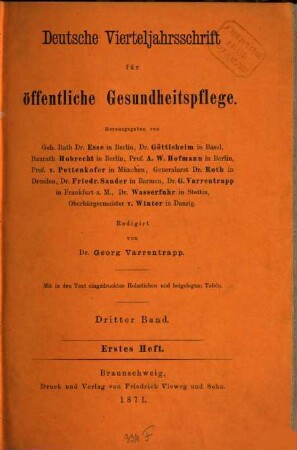 Deutsche Vierteljahrsschrift
für
öffentliche Gesundheitspflege.
Herausgegeben von
Geh. Rath Dr. Esse in Berlin, Dr. Göttisheim in Basel,
Baurath Hobrecht in Berlin, Prof. A. W. Hofmann in Berlin,
Prof. v. Pettenkofer in München, Generalarzt Dr. Roth in
Dresden, Dr. Friedr. Sander in Barmen, Dr. G. Varrentrapp
in Frankfurt a. M., Dr. Wasserfuhr in Stettin,
Oberbürgermeister v. Winter in Danzig.
Redigirt
von
Dr. Georg Varrentrapp.
Mit in den Text eingedruckten Holzstichen und beigelegten Tafeln.
Dritter Band.
Erstes Heft.
Braunschweig,
Druck und Verlag von Friedrich Vieweg und Sohn.
1871.